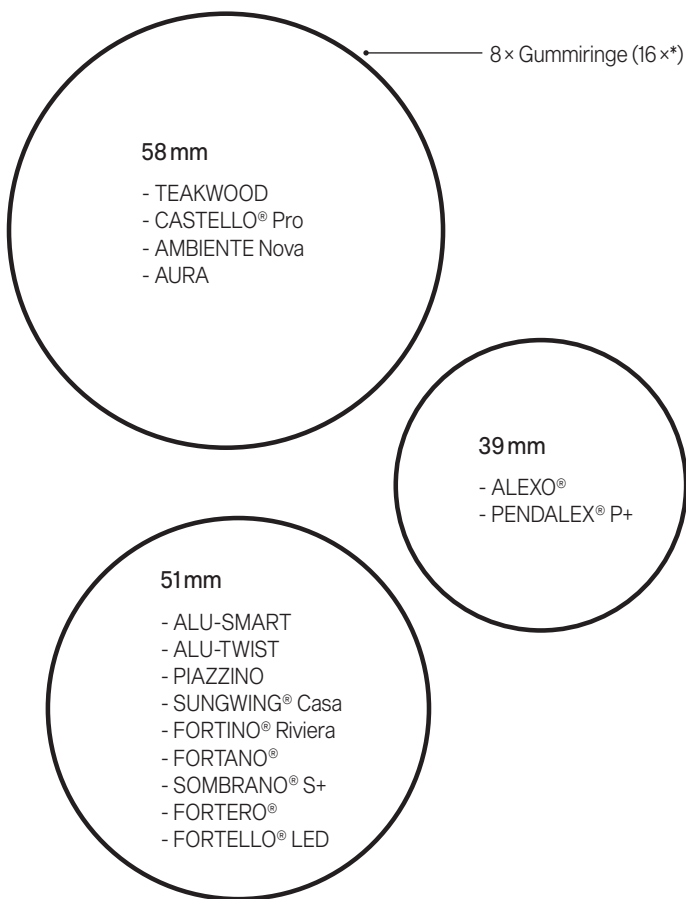 8× Gummiringe (16×*)
58 mm
- TEAKWOOD
- CASTELLO® Pro
- AMBIENTE Nova
- AURA
39 mm
- ALEXO®
- PENDALEX® P+
51 mm
- ALU-SMART
- ALU-TWIST
- PIAZZINO
- SUNGWING® Casa
- FORTINO® Riviera
- FORTANO®
- SOMBRANO® S+
- FORTERO®
- FORTELLO® LED